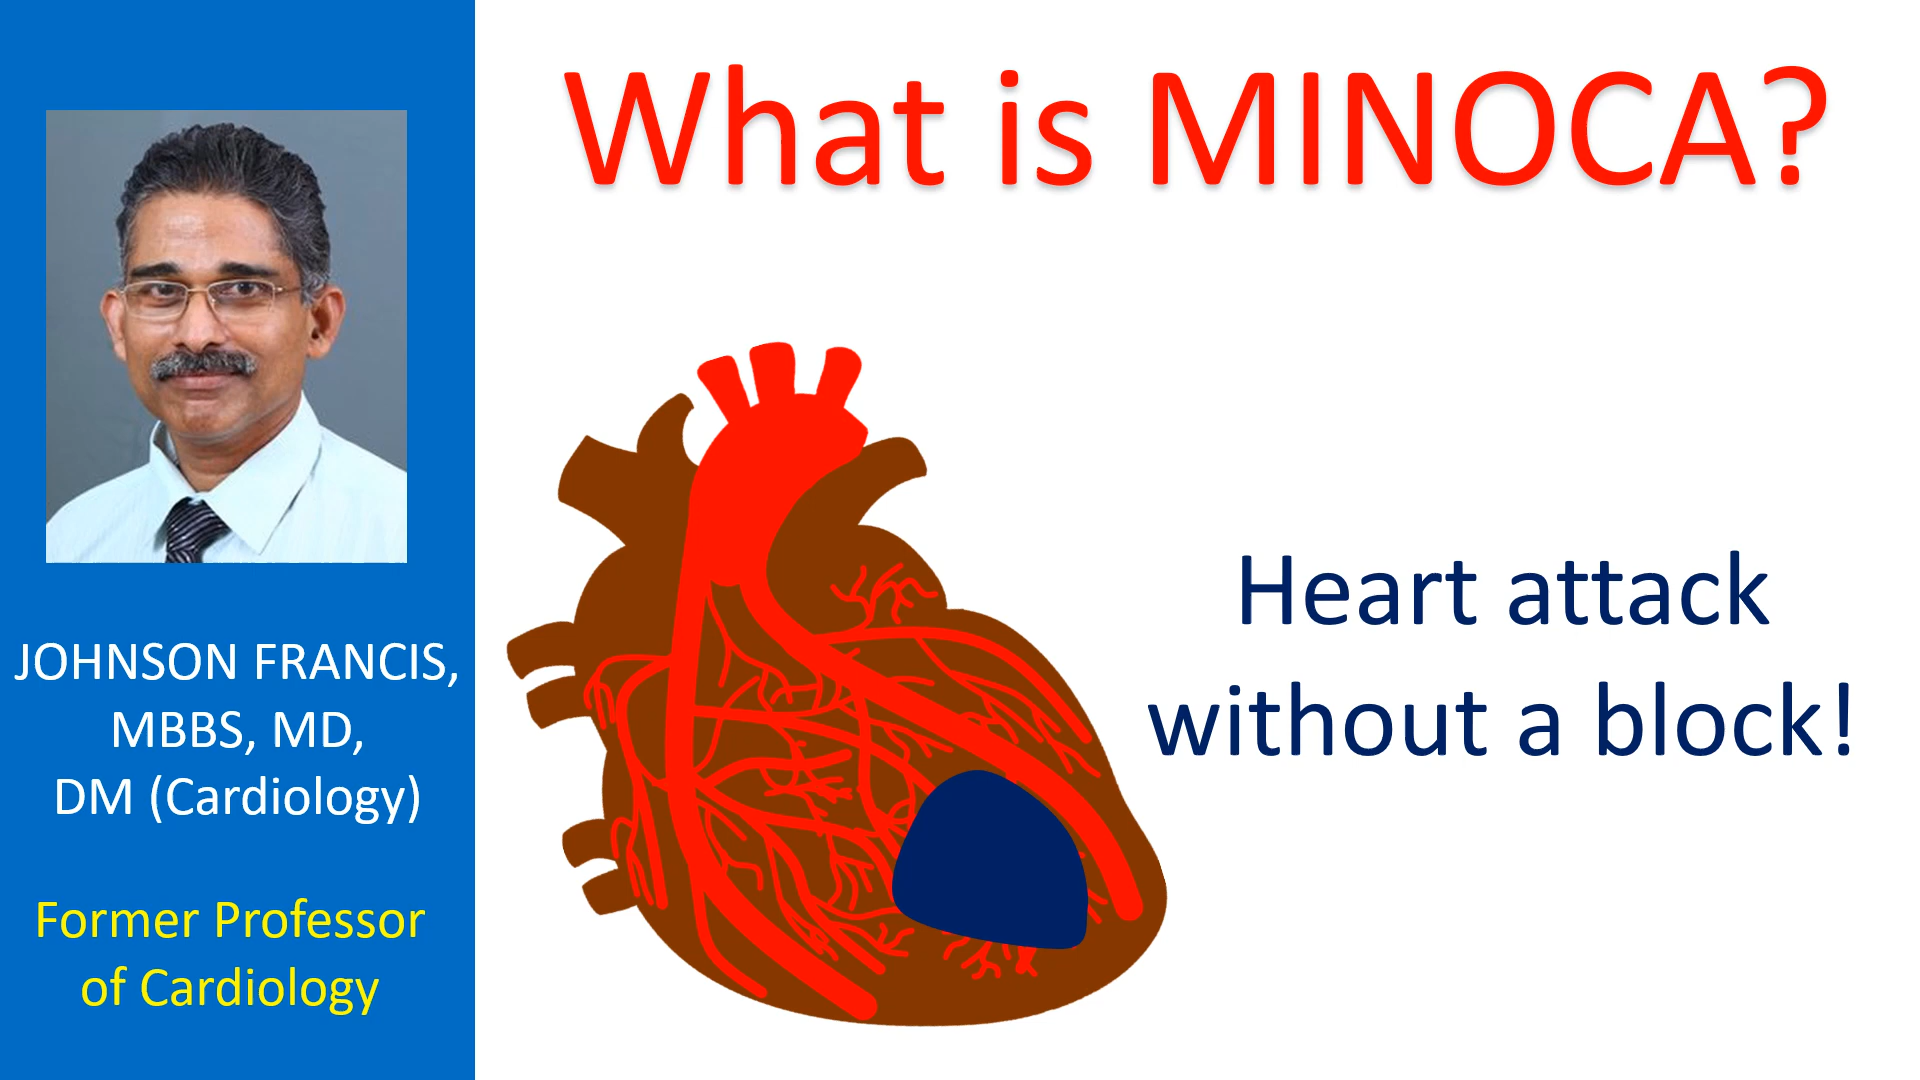 What is MINOCA?
JOHNSON FRANCIS,
MBBS, MD,
DM (Cardiology)
Former Professor
of Cardiology
Heart attack
without a block!